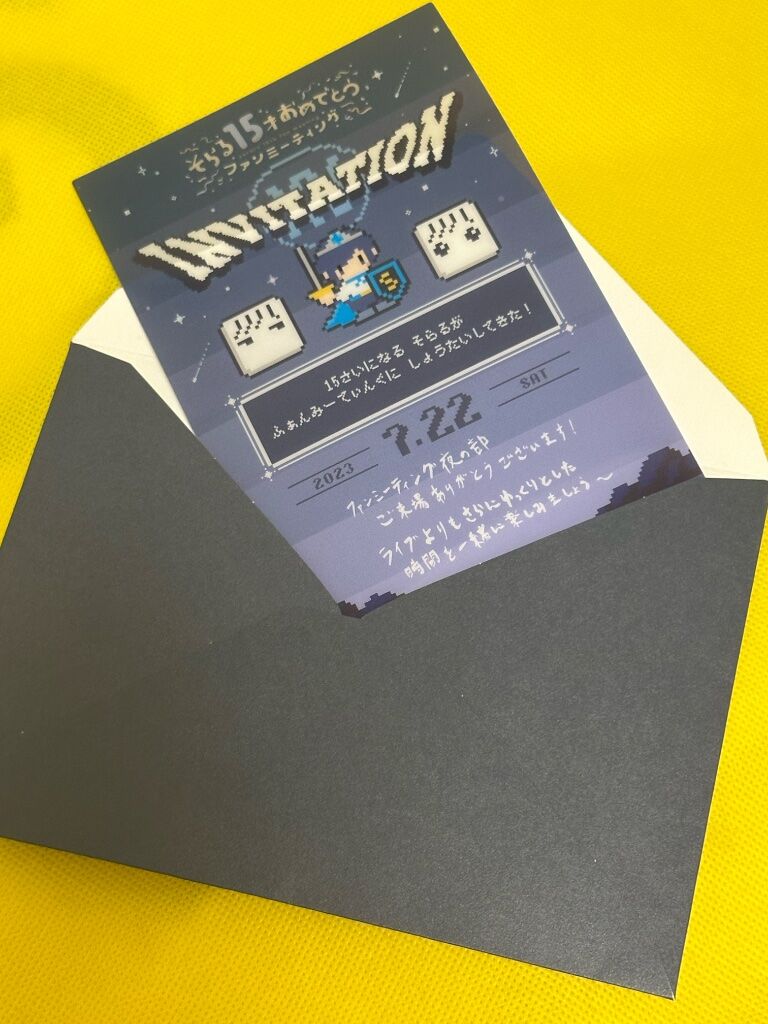 そらる15才おめでとう
ファンミーティング
INVITATION
15さいになる そらるが
ふぁんみーてぃんぐに しょうたいしてきた!
2023
7.22
SAT
ファンミーティング夜の部
ご来場ありがとうございます!
ライブよりもさらにゆっくりとした
時間を一緒に楽しみましょう〜